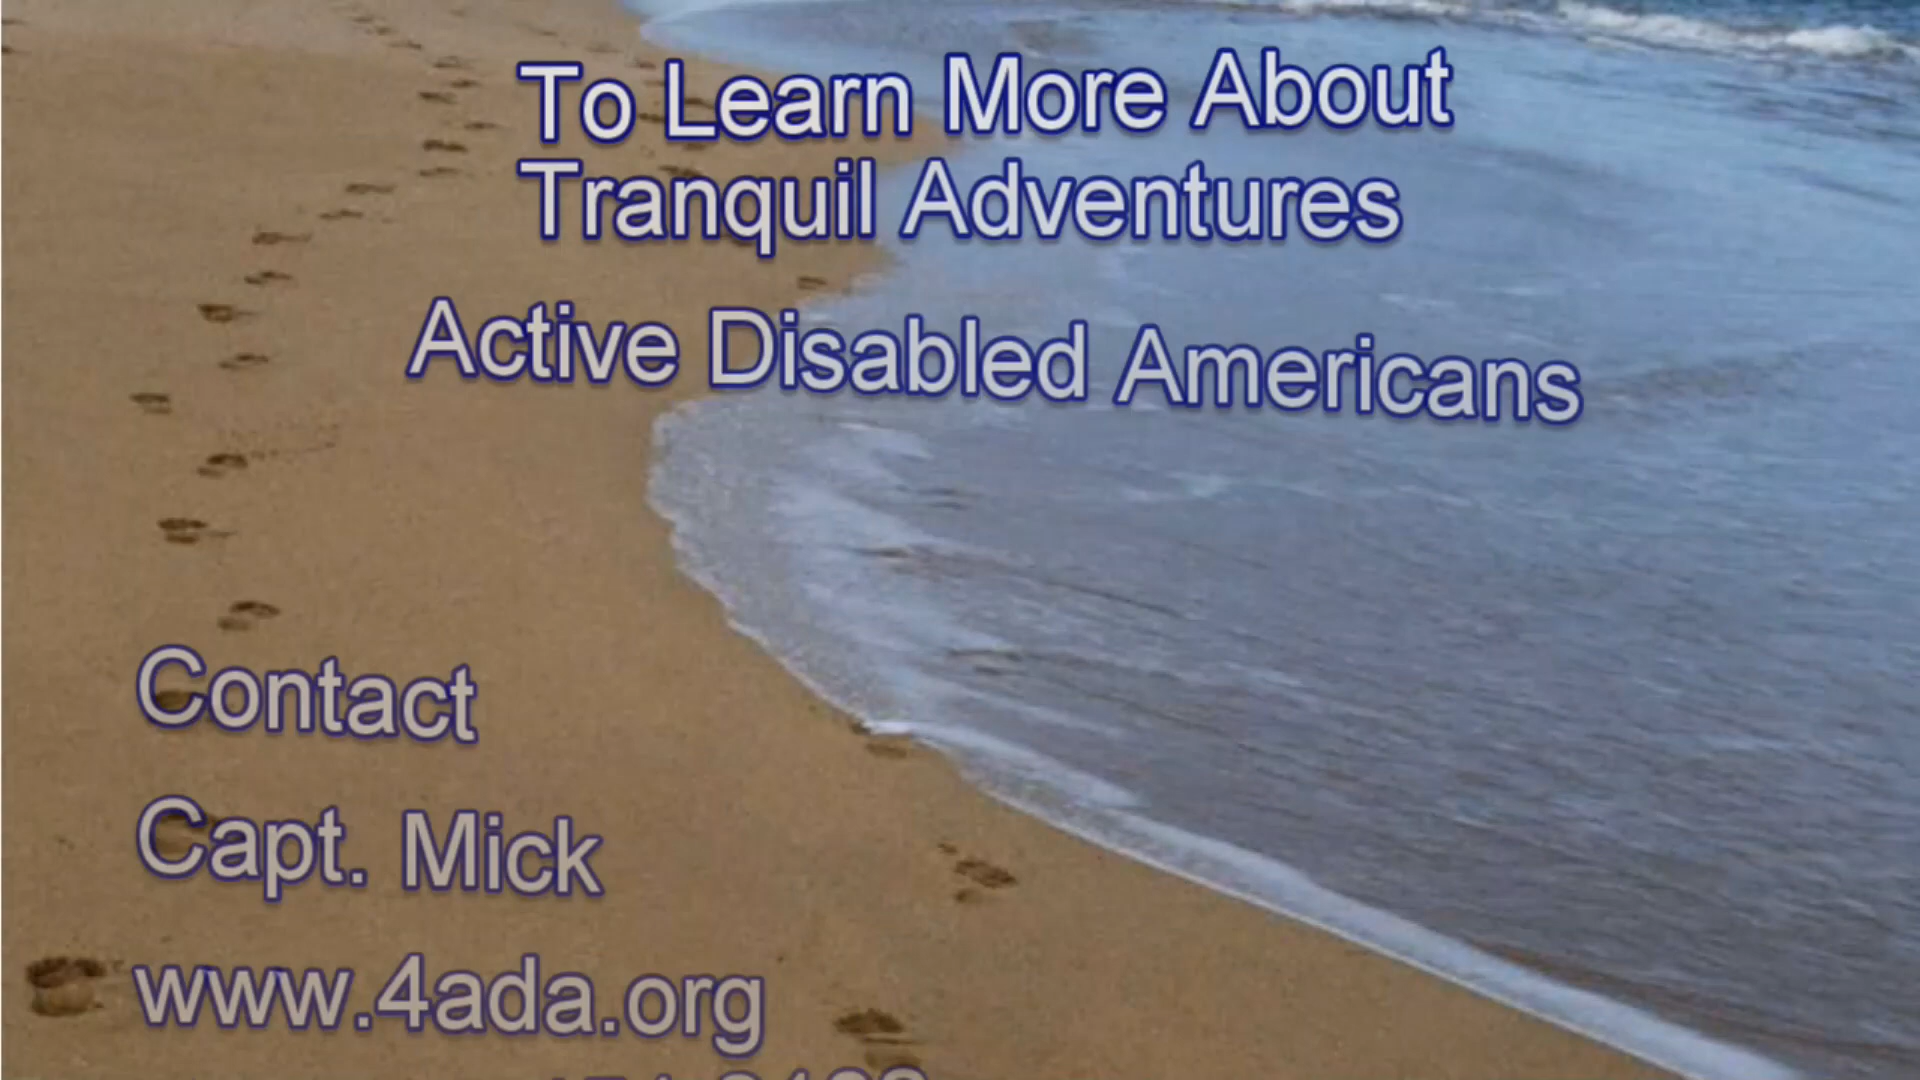 To Learn More About
Tranquil Adventures
Active Disabled Americans
Contact
Capt. Mick
www.4ada.org